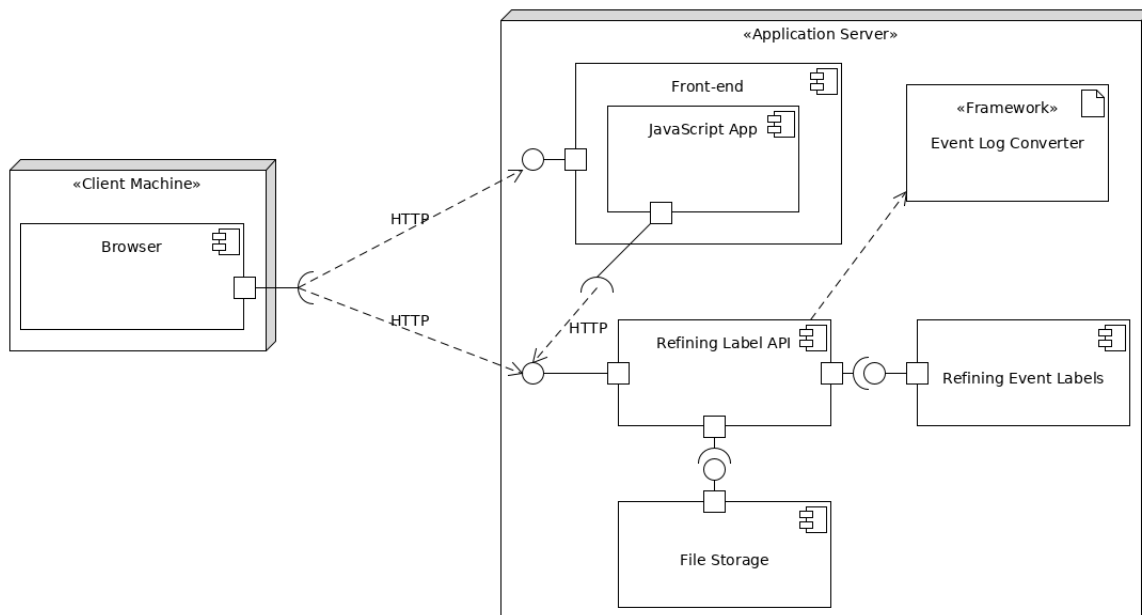 «Application Server»
Front-end
JavaScript App
«Framework»
Event Log Converter
«Client Machine»
Browser
HTTP
HTTP
HTTP
Refining Label API
Refining Event Labels
File Storage